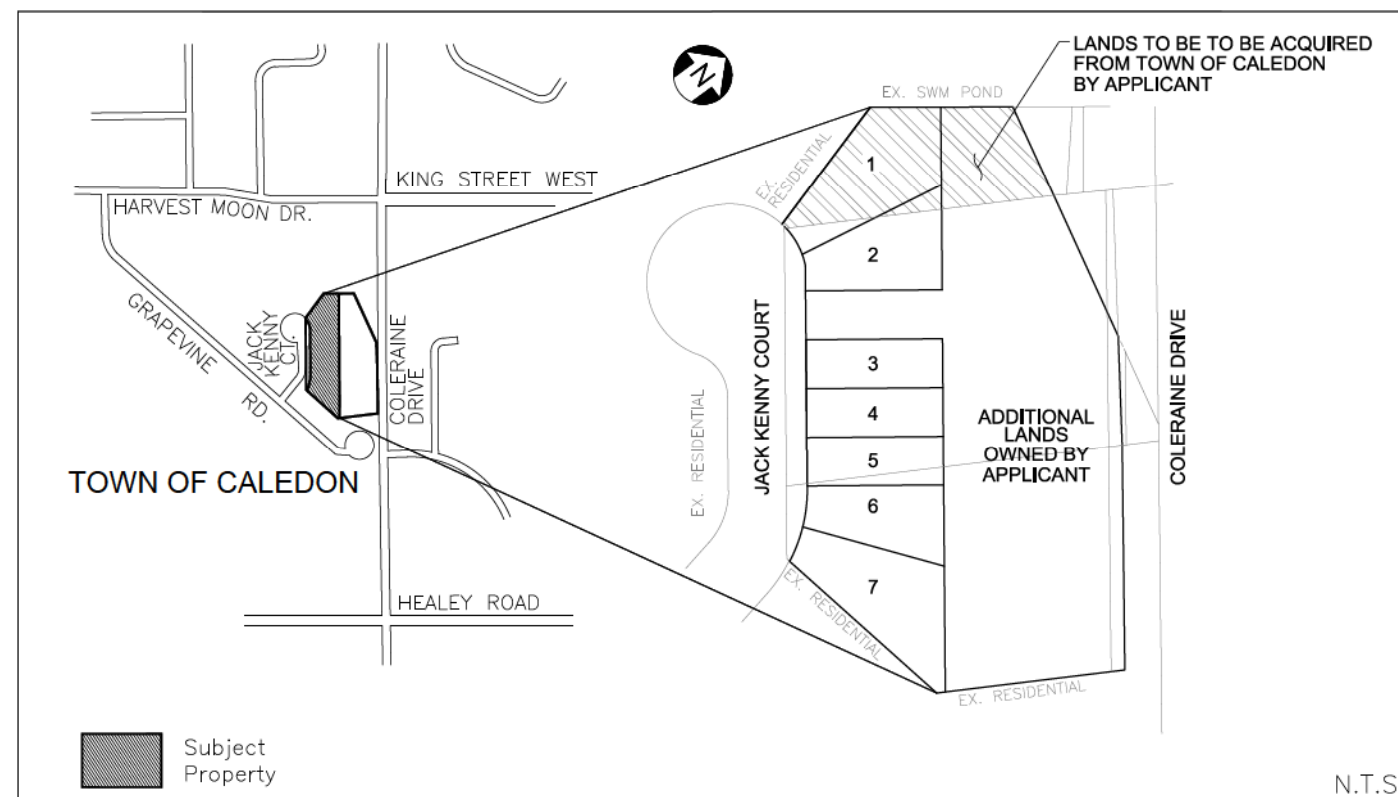 LANDS TO BE TO BE ACQUIRED
FROM TOWN OF CALEDON
BY APPLICANT
N
EX. SWM POND
KING STREET WEST
HARVEST MOON DR.
EX.
RESIDENTIAL
1
2
GRAPEVINE
RD.
JACK
KENNY
CT.
COLERAINE
DRIVE
JACK KENNY COURT
EX. RESIDENTIAL
3
4
5
6
7
ADDITIONAL
LANDS
OWNED BY
APPLICANT
COLERAINE DRIVE
TOWN OF CALEDON
HEALEY ROAD
EX. RESIDENTIAL
EX. RESIDENTIAL
Subject
Property
N.T.S